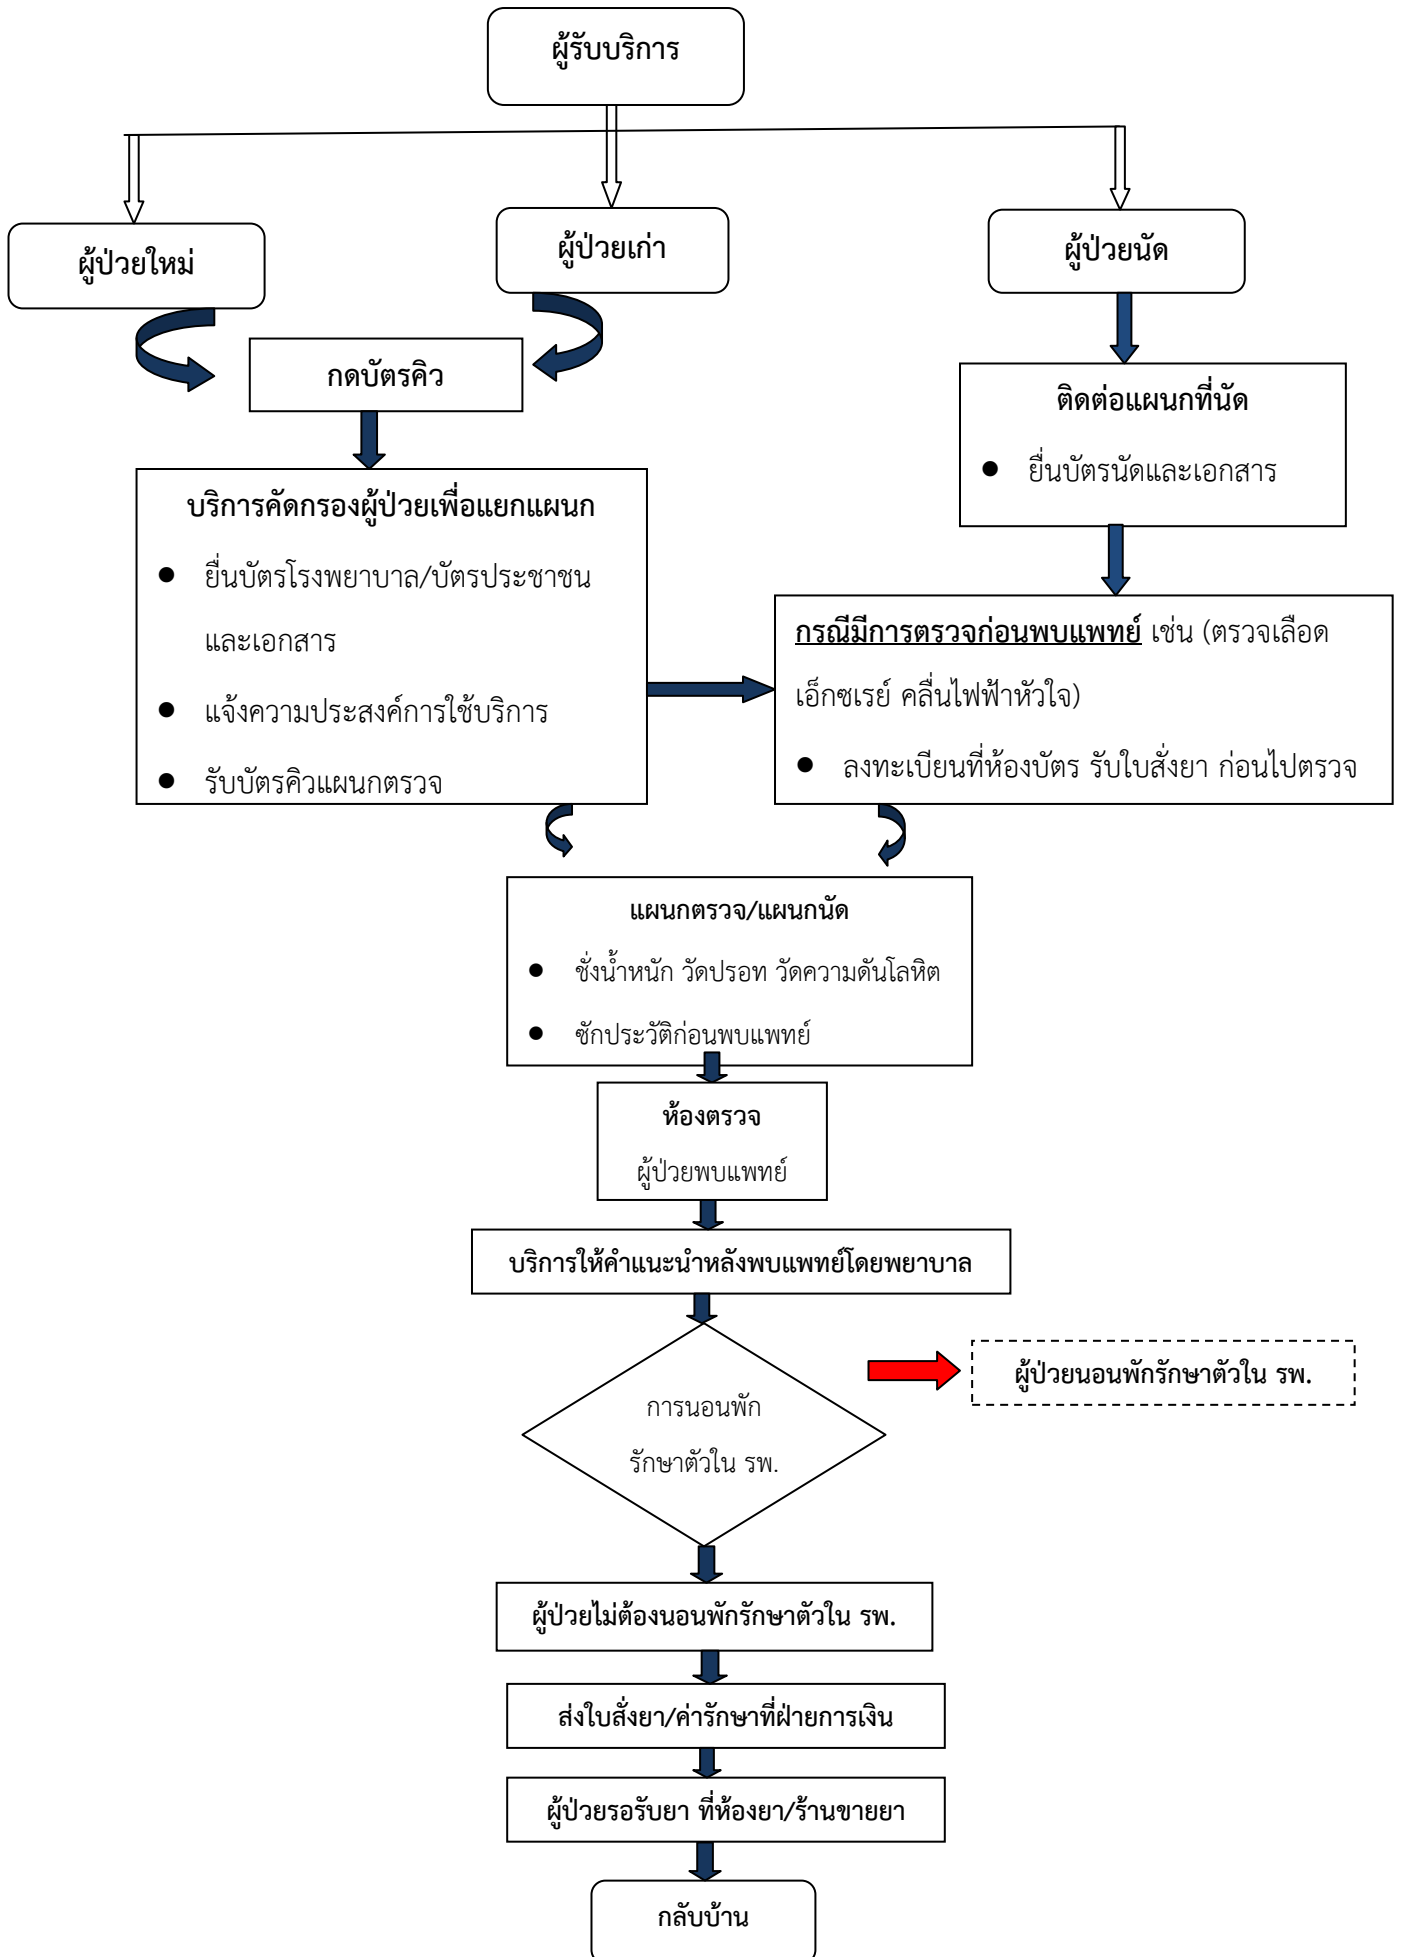 ผู้รับบริการ
ผู้ป่วยใหม่
ผู้ป่วยเก่า
ผู้ป่วยนัด
กดบัตรคิว
ติดต่อแผนกที่นัด
● ยื่นบัตรนัดและเอกสาร
บริการคัดกรองผู้ป่วยเพื่อแยกแผนก
● ยื่นบัตรโรงพยาบาล/บัตรประชาชน
และเอกสาร
● แจ้งความประสงค์การใช้บริการ
● รับบัตรคิวแผนกตรวจ
กรณีมีการตรวจก่อนพบแพทย์ เช่น (ตรวจเลือด
เอ็กซเรย์ คลื่นไฟฟ้าหัวใจ)
● ลงทะเบียนที่ห้องบัตร รับใบสั่งยา ก่อนไปตรวจ
แผนกตรวจ/แผนกนัด
● ชั่งน้ำหนัก วัดปรอท วัดความดันโลหิต
● ซักประวัติก่อนพบแพทย์
ห้องตรวจ
ผู้ป่วยพบแพทย์
บริการให้คำแนะนำหลังพบแพทย์โดยพยาบาล
การนอนพัก
รักษาตัวใน รพ.
ผู้ป่วยนอนพักรักษาตัวใน รพ.
ผู้ป่วยไม่ต้องนอนพักรักษาตัวใน รพ.
ส่งใบสั่งยา/ค่ารักษาที่ฝ่ายการเงิน
ผู้ป่วยรอรับยา ที่ห้องยา/ร้านขายยา
กลับบ้าน